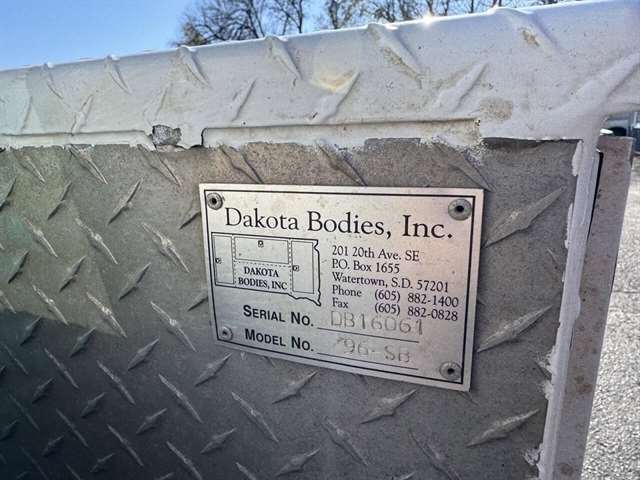 Dakota Bodies, Inc.
DAKOTA
BODIES, INC
201 20th Ave. SE
P.O. Box 1655
Watertown, S.D. 57201
Phone (605) 882-1400
Fax (605) 882-0828
SERIAL NO. DB16061
MODEL NO. 96-SB